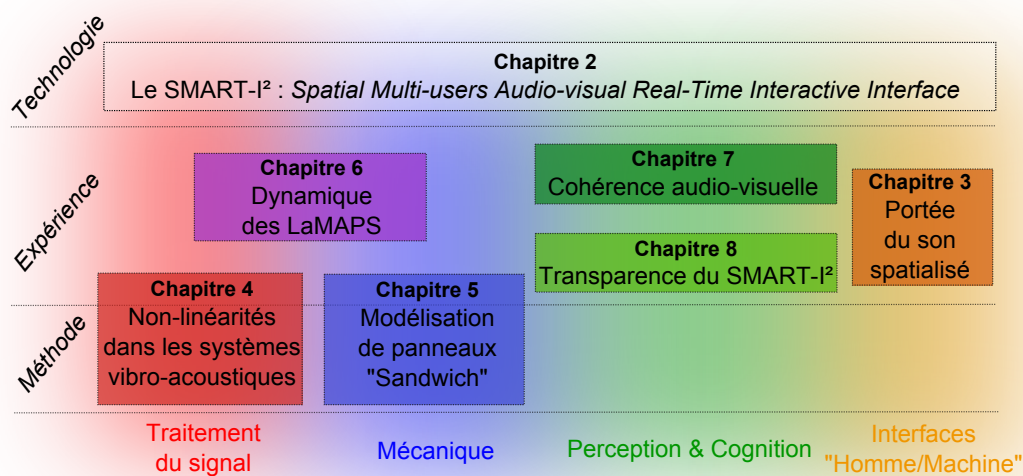 Technologie
Chapitre 2
Le SMART-I² : Spatial Multi-users Audio-visual Real-Time Interactive Interface
Expérience
Chapitre 6
Dynamique
des LaMAPS
Chapitre 7
Cohérence audio-visuelle
Chapitre 8
Transparence du SMART-I²
Chapitre 3
Portée
du son
spatialisé
Méthode
Chapitre 4
Non-linéarités
dans les systèmes
vibro-acoustiques
Chapitre 5
Modélisation
de panneaux
"Sandwich"
Traitement
du signal
Mécanique
Perception & Cognition
Interfaces
"Homme/Machine"